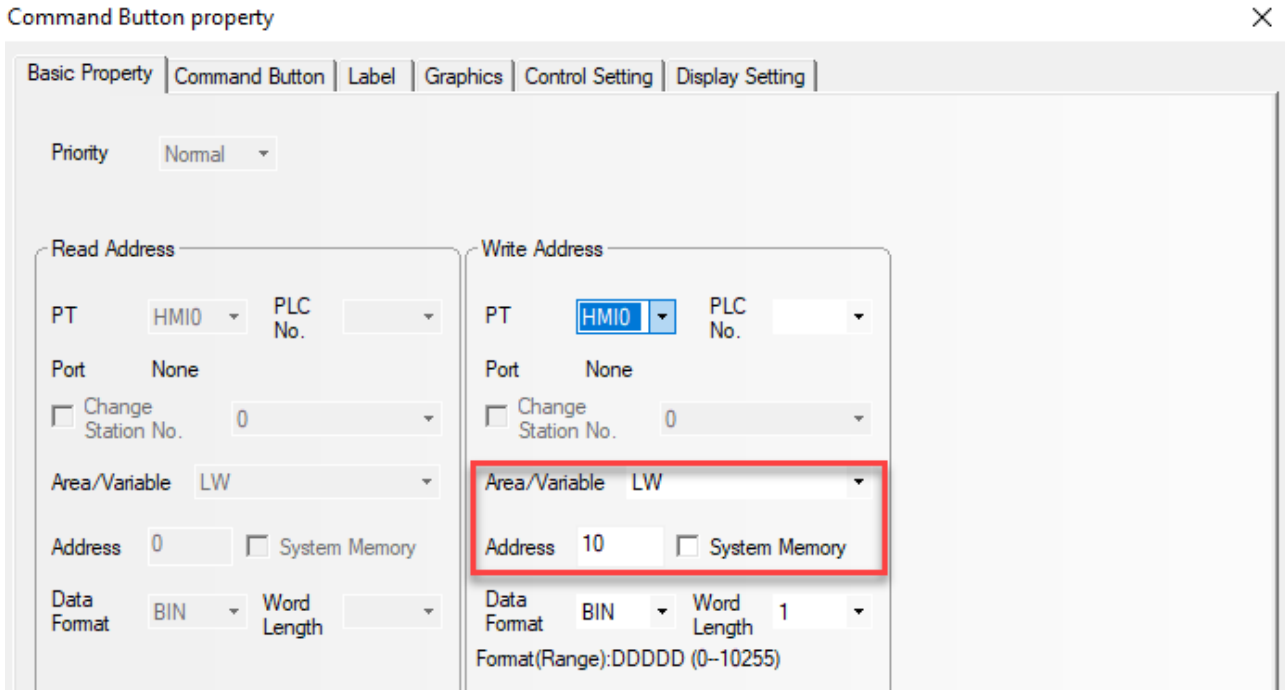 Command Button property
Basic Property Command Button Label Graphics Control Setting Display Setting
Priority Normal
Read Address
PT HMI0 PLC No.
Port None
Change Station No. 0
Area/Variable LW
Address 0 System Memory
Data Format BIN Word Length
Write Address
PT HMI0 PLC No.
Port None
Change Station No. 0
Area/Variable LW
Address 10 System Memory
Data Format BIN Word Length 1
Format(Range):DDDDD (0--10255)